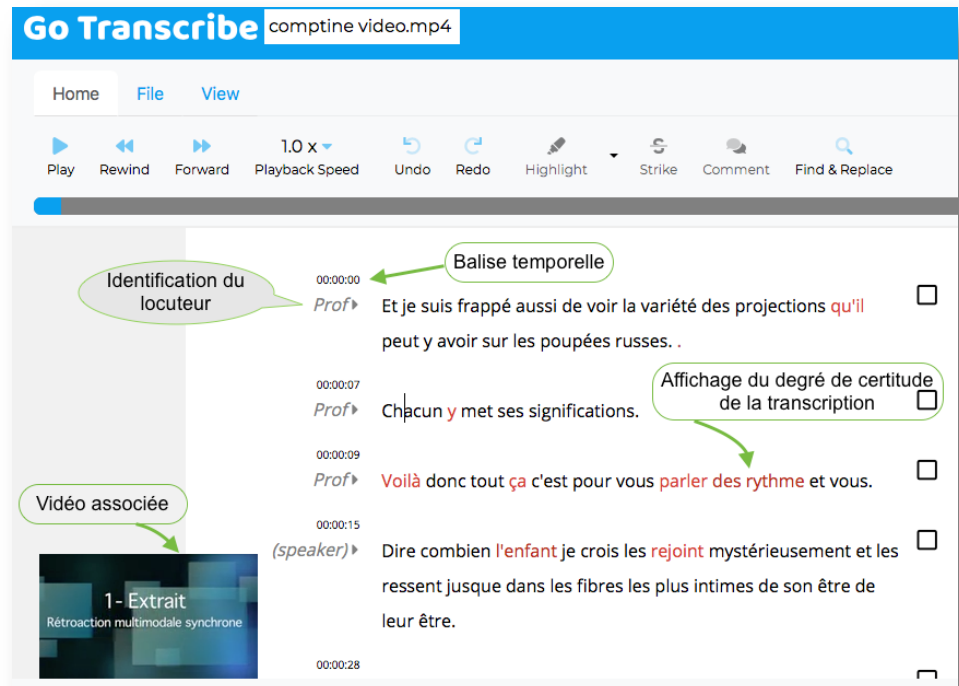 Go Transcribe comptine video.mp4
Home File View
Play Rewind Forward 1.0 x Playback Speed Undo Redo Highlight Strike Comment Find & Replace
Identification du
locuteur
Balise temporelle
00:00:00
Prof Et je suis frappé aussi de voir la variété des projections qu'il
peut y avoir sur les poupées russes. .
Affichage du degré de certitude
de la transcription
00:00:07
Prof Chacun y met ses significations.
00:00:09
Prof Voilà donc tout ça c'est pour vous parler des rythme et vous.
Vidéo associée
00:00:15
(speaker) Dire combien l'enfant je crois les rejoint mystérieusement et les
ressent jusque dans les fibres les plus intimes de son être de
leur être.
1- Extrait
Rétroaction multimodale synchrone
00:00:28